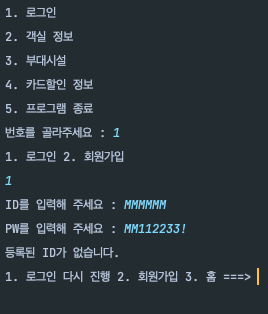 1. 로그인
2. 객실 정보
3. 부대시설
4. 카드할인 정보
5. 프로그램 종료
번호를 골라주세요 : 1
1. 로그인 2. 회원가입
1
ID를 입력해 주세요 : MMMMMM
PW를 입력해 주세요 : MM112233!
등록된 ID가 없습니다.
1. 로그인 다시 진행 2. 회원가입 3. 홈 ===>